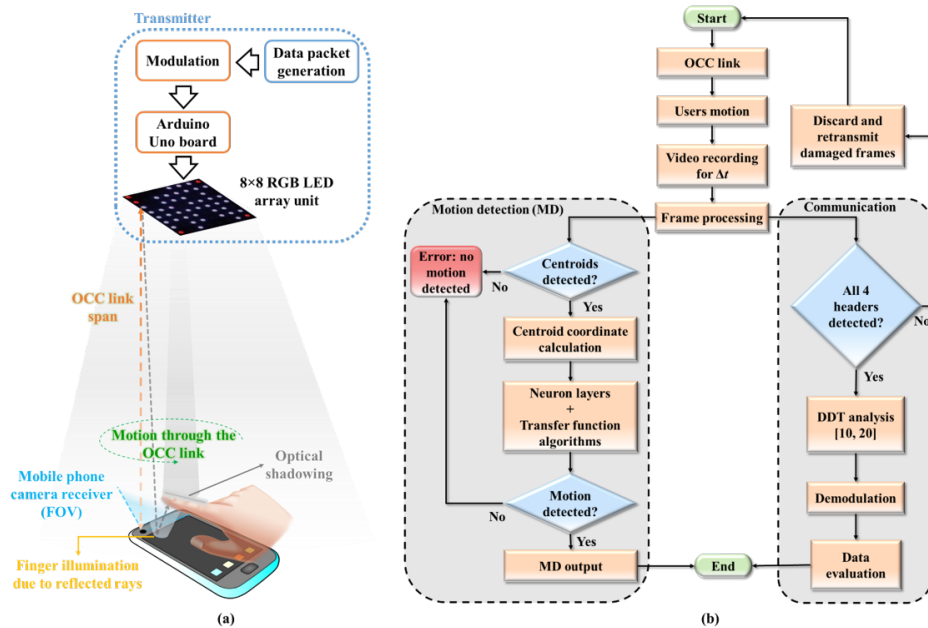 Transmitter
Modulation
Data packet
generation
Arduino
Uno board
8×8 RGB LED
array unit
OCC link
span
Motion through the
OCC link
Optical
shadowing
Mobile phone
camera receiver
(FOV)
Finger illumination
due to reflected rays
(a)
Start
OCC link
Users motion
Video recording
for Δt
Frame processing
Discard and
retransmit
damaged frames
Motion detection (MD)
Error: no
motion
detected
Centroids
detected?
No
Yes
Centroid coordinate
calculation
Neuron layers
+
Transfer function
algorithms
Motion
detected?
No
Yes
MD output
End
Communication
All 4
headers
detected?
No
Yes
DDT analysis
[10, 20]
Demodulation
Data
evaluation
(b)